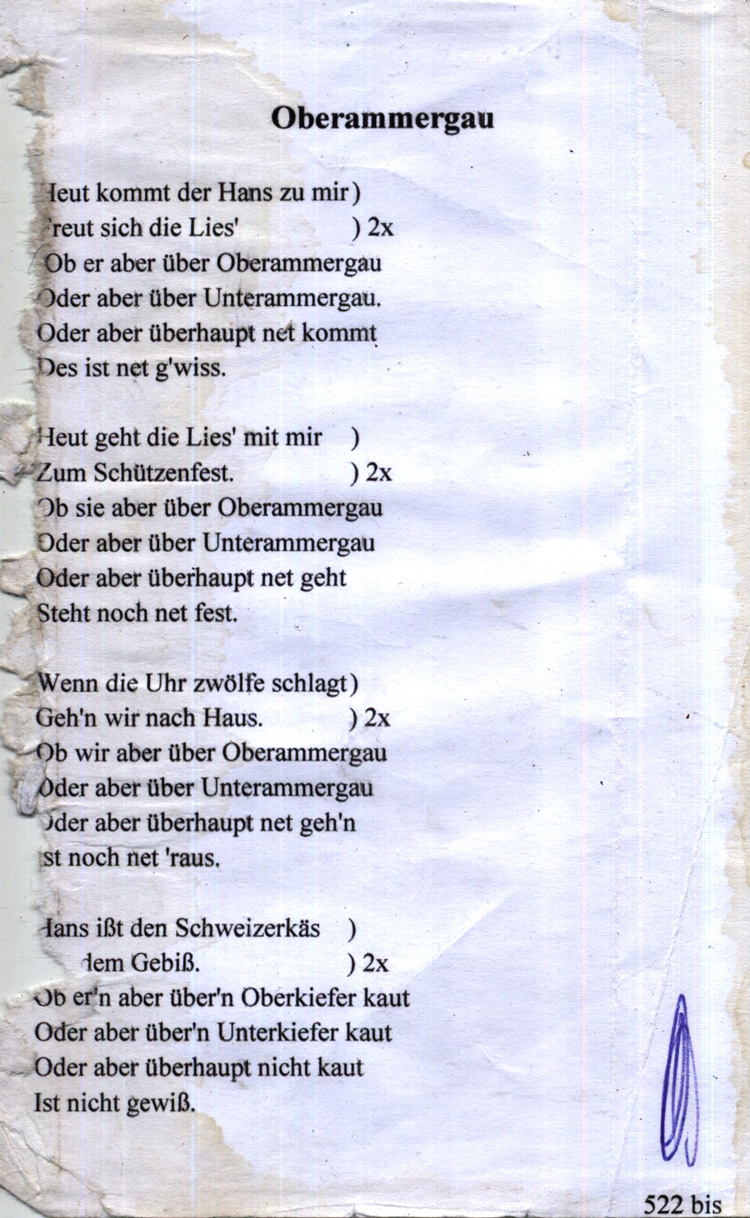 Oberammergau
Heut kommt der Hans zu mir)
Freut sich die Lies' ) 2x
Ob er aber über Oberammergau
Oder aber über Unterammergau.
Oder aber überhaupt net kommt
Des ist net g'wiss.
Heut geht die Lies' mit mir )
Zum Schützenfest. ) 2x
Ob sie aber über Oberammergau
Oder aber über Unterammergau
Oder aber überhaupt net geht
Steht noch net fest.
Wenn die Uhr zwölfe schlagt)
Geh'n wir nach Haus. ) 2x
Ob wir aber über Oberammergau
Oder aber über Unterammergau
Oder aber überhaupt net geh'n
Ist noch net 'raus.
Hans ißt den Schweizerkäs )
dem Gebiß. ) 2x
Ob er'n aber über'n Oberkiefer kaut
Oder aber über'n Unterkiefer kaut
Oder aber überhaupt nicht kaut
Ist nicht gewiß.
522 bis